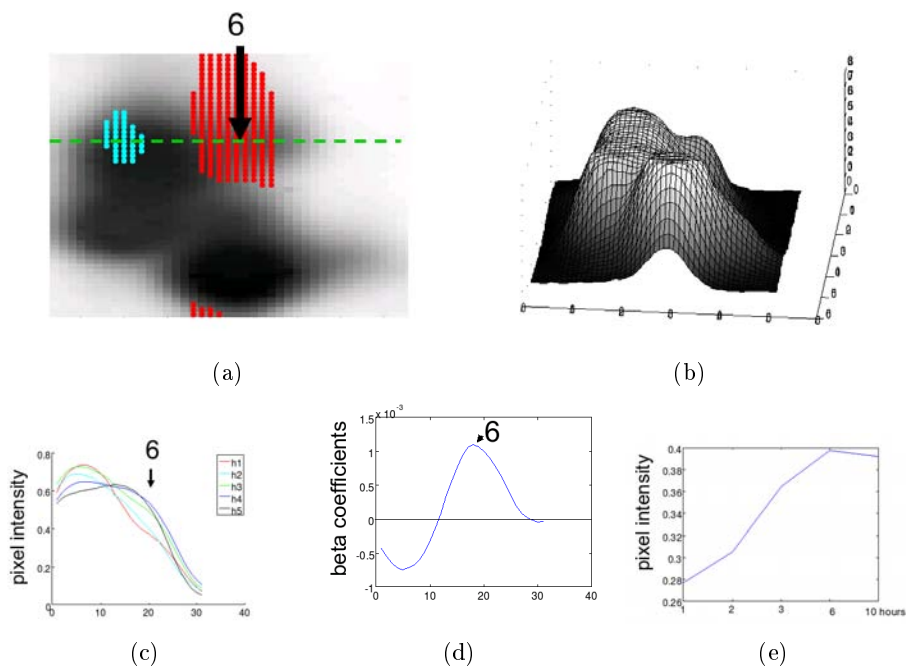 6
(a)
(b)
6
pixel intensity
0.8
0.6
0.4
0.2
0
10
20
30
40
h1
h2
h3
h4
h5
(c)
beta coefficients
x 10⁻³
1.5
1
0.5
0
-0.5
-1
0
10
20
30
40
6
(d)
pixel intensity
0.4
0.38
0.36
0.34
0.32
0.3
0.28
0.26
1
2
3
6
10 hours
(e)